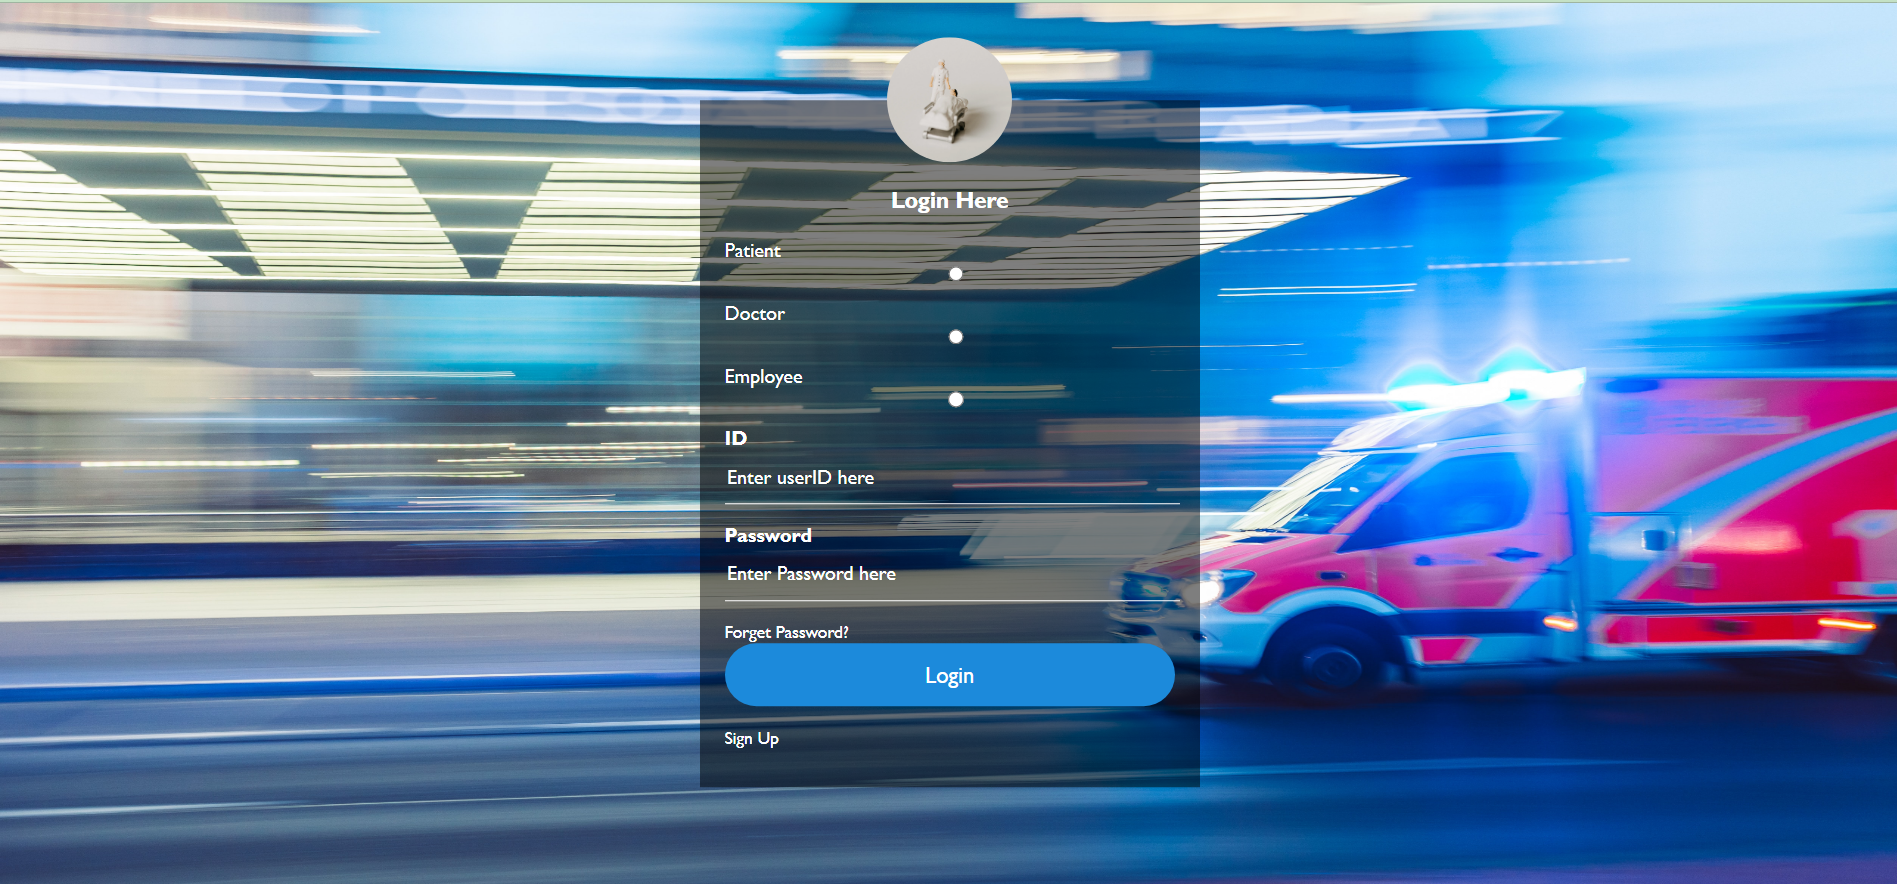 Login Here
Patient
Doctor
Employee
ID
Enter userID here
Password
Enter Password here
Forget Password?
Login
Sign Up